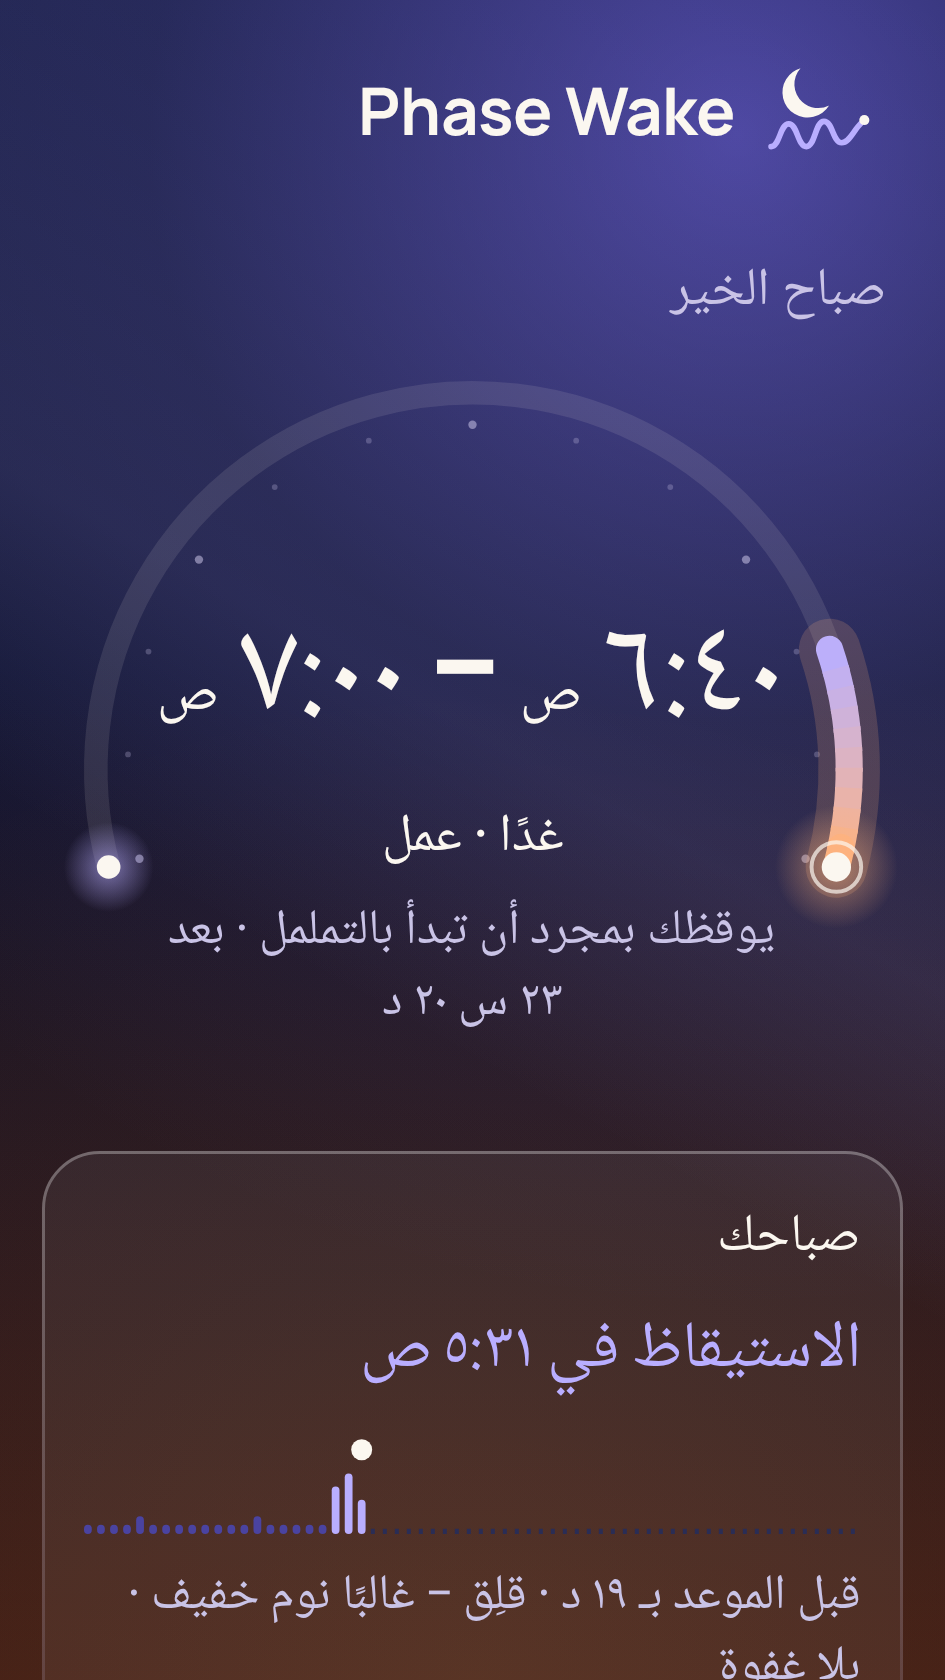 Phase Wake
صباح الخير
٦:٤٠ ص – ٧:٠٠ ص
غدًا · عمل
يوقظك بمجرد أن تبدأ بالتململ · بعد
٢٣ س ٢٠ د
صباحك
الاستيقاظ في ٥:٣١ ص
قبل الموعد بـ ١٩ د · قلِق – غالبًا نوم خفيف ·
بلا غفوة